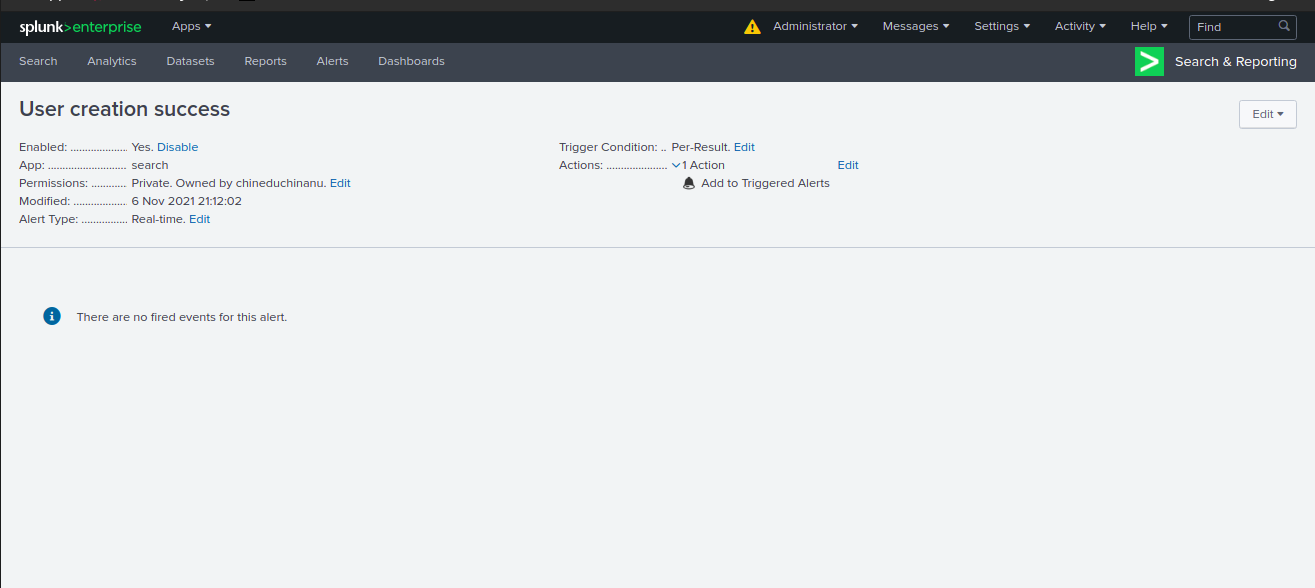 splunk>enterprise Apps Administrator Messages Settings Activity Help Find
Search Analytics Datasets Reports Alerts Dashboards Search & Reporting
User creation success
Edit
Enabled: ................... Yes. Disable
App: .......................... search
Permissions: ............ Private. Owned by chineduchinanu. Edit
Modified: .................. 6 Nov 2021 21:12:02
Alert Type: ............... Real-time. Edit
Trigger Condition: .. Per-Result. Edit
Actions: .................... 1 Action Edit
Add to Triggered Alerts
There are no fired events for this alert.